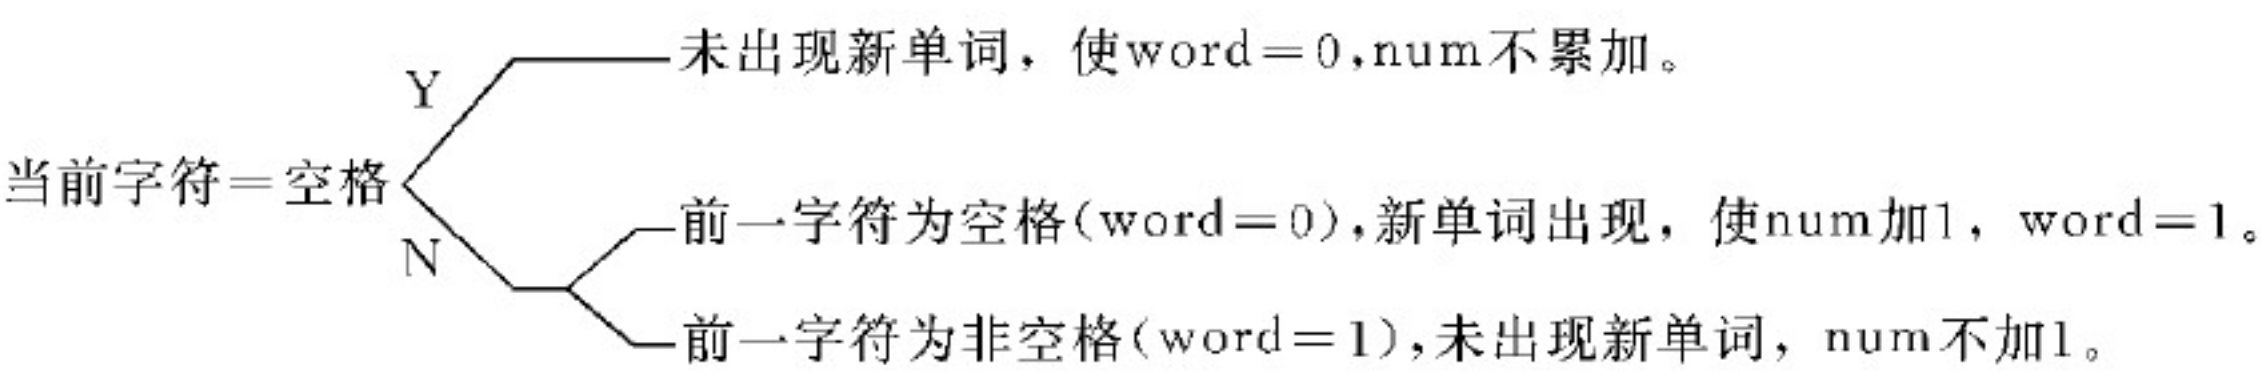 未出现新单词，使word=0,num不累加。
Y
当前字符=空格
前一字符为空格(word=0),新单词出现，使num加1，word=1。
N
前一字符为非空格(word=1),未出现新单词，num不加1。